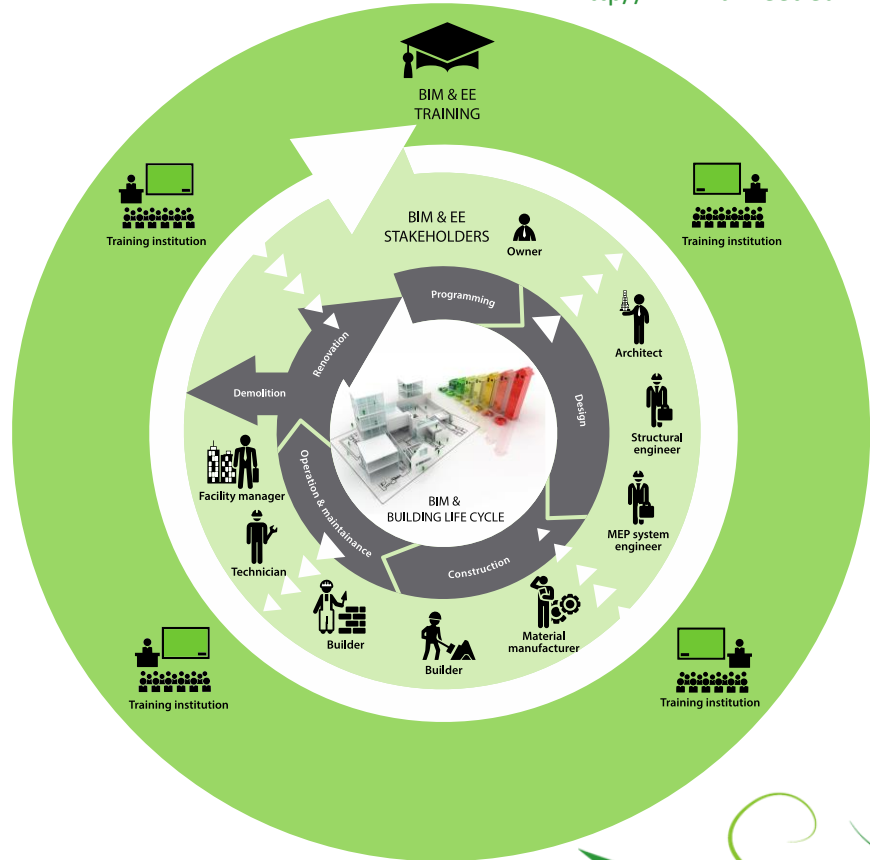 BIM & EE
TRAINING
Training institution
Training institution
BIM & EE
STAKEHOLDERS
Owner
Programming
Architect
Renovation
Demolition
Design
Structural
engineer
Facility manager
Operation & maintainance
BIM &
BUILDING LIFE CYCLE
MEP system
engineer
Technician
Construction
Builder
Builder
Material
manufacturer
Training institution
Training institution